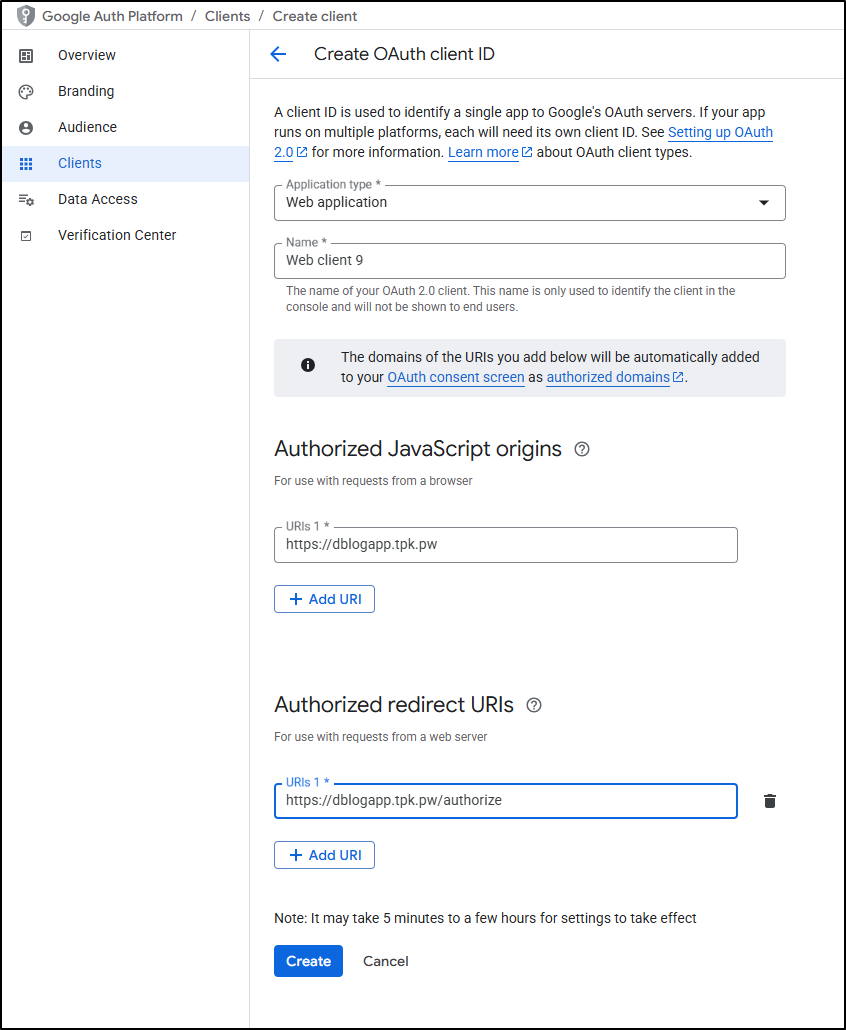 Google Auth Platform / Clients / Create client
Overview
Branding
Audience
Clients
Data Access
Verification Center
Create OAuth client ID
A client ID is used to identify a single app to Google's OAuth servers. If your app
runs on multiple platforms, each will need its own client ID. See Setting up OAuth
2.0 for more information. Learn more about OAuth client types.
Application type *
Web application
Name *
Web client 9
The name of your OAuth 2.0 client. This name is only used to identify the client in the
console and will not be shown to end users.
The domains of the URIs you add below will be automatically added
to your OAuth consent screen as authorized domains.
Authorized JavaScript origins
For use with requests from a browser
URIs 1 *
https://dblogapp.tpk.pw
Add URI
Authorized redirect URIs
For use with requests from a web server
URIs 1 *
https://dblogapp.tpk.pw/authorize
Add URI
Note: It may take 5 minutes to a few hours for settings to take effect
Create Cancel